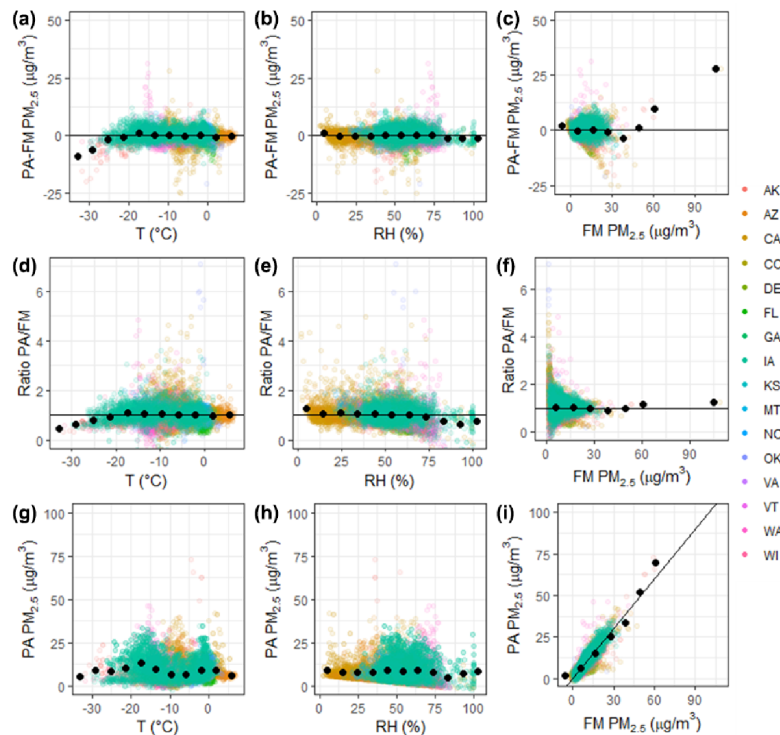 (a)
50
25
0
-25
PA-FM PM2.5 (µg/m3)
-30 -20 -10 0
T (°C)
(b)
50
25
0
-25
PA-FM PM2.5 (µg/m3)
0 25 50 75 100
RH (%)
(c)
50
25
0
-25
PA-FM PM2.5 (µg/m3)
0 30 60 90
FM PM2.5 (µg/m3)
(d)
6
4
2
0
Ratio PA/FM
-30 -20 -10 0
T (°C)
(e)
6
4
2
0
Ratio PA/FM
0 25 50 75 100
RH (%)
(f)
6
4
2
0
Ratio PA/FM
0 30 60 90
FM PM2.5 (µg/m3)
(g)
100
75
50
25
0
PA PM2.5 (µg/m3)
-30 -20 -10 0
T (°C)
(h)
100
75
50
25
0
PA PM2.5 (µg/m3)
0 25 50 75 100
RH (%)
(i)
100
75
50
25
0
PA PM2.5 (µg/m3)
0 30 60 90
FM PM2.5 (µg/m3)
AK
AZ
CA
CO
DE
FL
GA
IA
KS
MT
NC
OK
VA
VT
WA
WI